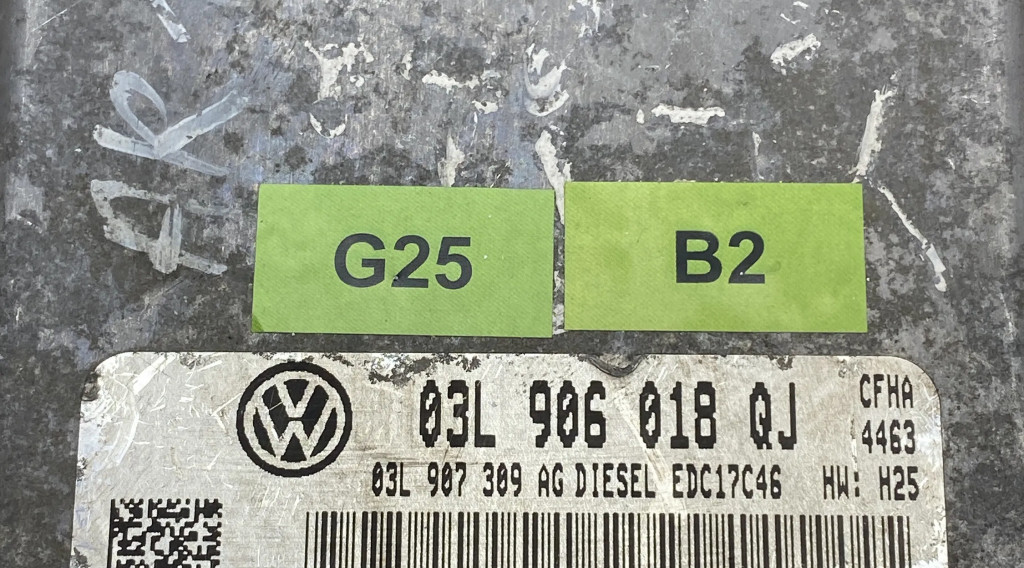 G25 B2
03L 906 018 QJ
CFHA
4463
03L 907 309 AG DIESEL EDC17C46 HW: H25